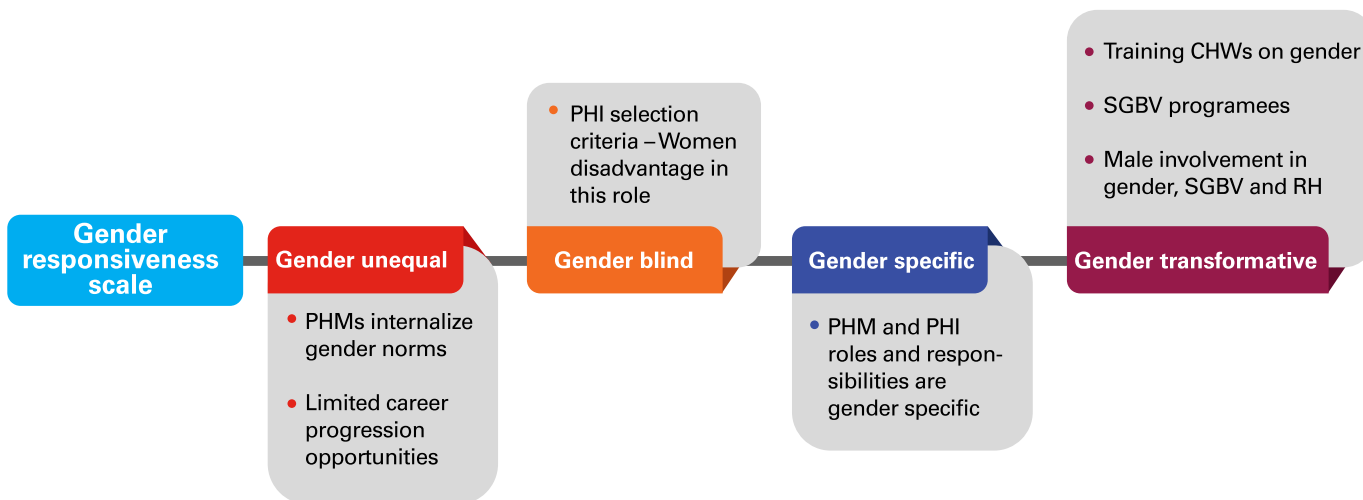 Gender
responsiveness
scale
Gender unequal
• PHMs internalize
gender norms
• Limited career
progression
opportunities
• PHI selection
criteria – Women
disadvantage in
this role
Gender blind
Gender specific
• PHM and PHI
roles and respon-
sibilities are
gender specific
• Training CHWs on gender
• SGBV programees
• Male involvement in
gender, SGBV and RH
Gender transformative